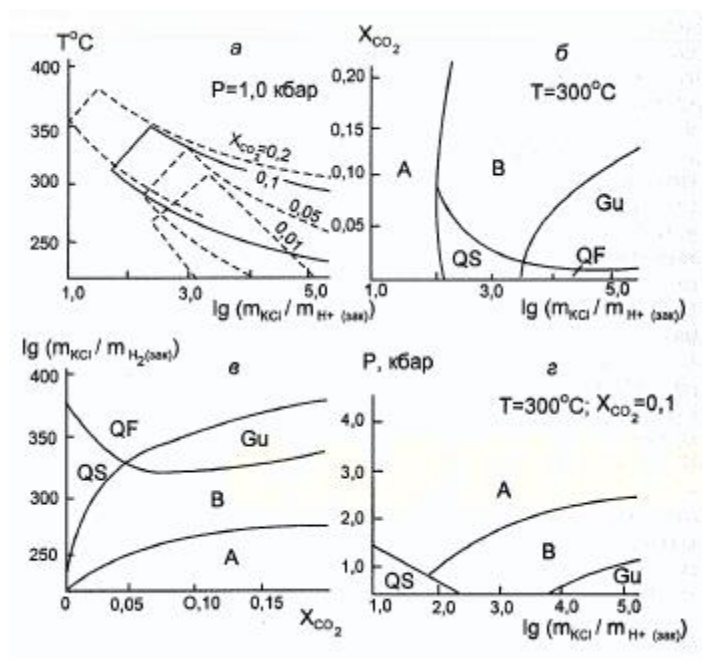 T°C
а
400
P=1,0 кбар
350
X_CO₂=0,2
0,1
300
0,05
0,01
250
1,0 3,0 5,0
lg (m_KCl / m_H+ (зак))
X_CO₂
б
0,20
T=300°C
0,15
A B
0,10
Gu
0,05
QS QF
1,0 3,0 5,0
lg (m_KCl / m_H+ (зак))
lg (m_KCl / m_H₂(зак))
в
400
QF
Gu
350
QS
300
B
A
250
0 0,05 0,10 0,15
X_CO₂
P, кбар
г
T=300°C; X_CO₂=0,1
4,0
3,0
A
2,0
B
1,0
QS Gu
1,0 2,0 3,0 4,0 5,0
lg (m_KCl / m_H+ (зак))